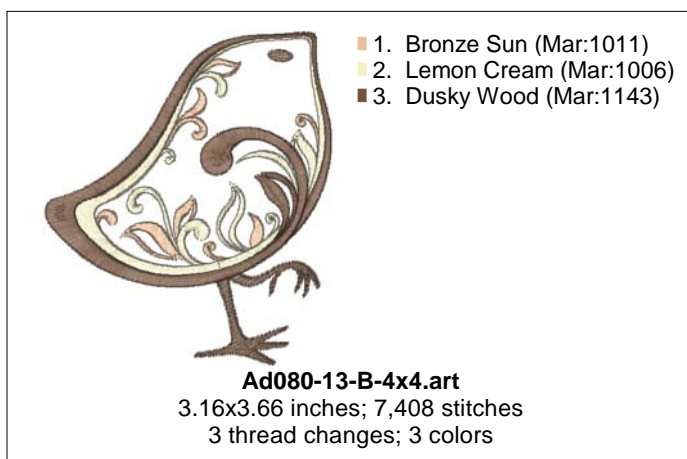 1. Bronze Sun (Mar:1011)
2. Lemon Cream (Mar:1006)
3. Dusky Wood (Mar:1143)
Ad080-13-B-4x4.art
3.16x3.66 inches; 7,408 stitches
3 thread changes; 3 colors